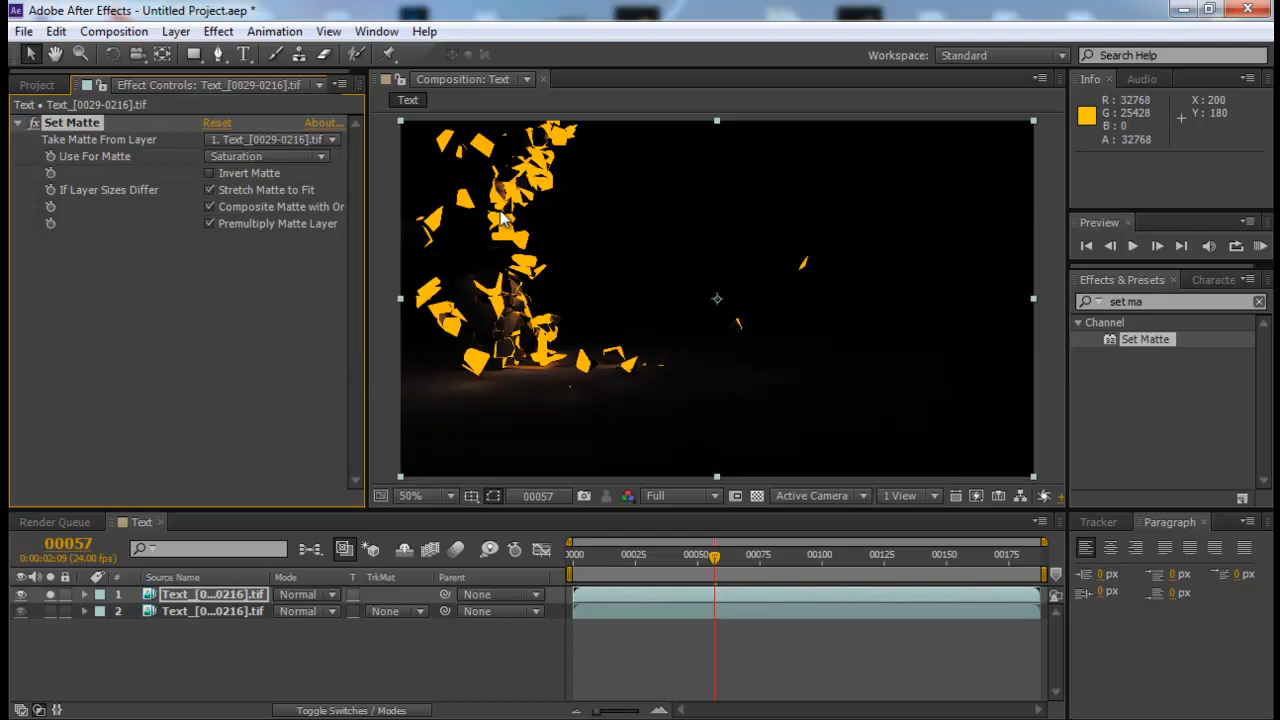 Adobe After Effects - Untitled Project.aep *
File Edit Composition Layer Effect Animation View Window Help
Workspace: Standard Search Help
Project Effect Controls: Text_[0029-0216].tif
Composition: Text
Info Audio
Text • Text_[0029-0216].tif
Text
fx Set Matte Reset About...
Take Matte From Layer 1. Text_[0029-0216].tif
Use For Matte Saturation
Invert Matte
If Layer Sizes Differ Stretch Matte to Fit
Composite Matte with Or
Premultiply Matte Layer
R : 32768
G : 25428
B : 0
A : 32768
X : 200
Y : 180
Preview
Effects & Presets Characte
set ma
Channel
32 Set Matte
50% 00057 Full Active Camera 1 View
Render Queue Text
Tracker Paragraph
00057
0:00:02:09 (24.00 fps)
0000 00025 00050 00075 00100 00125 00150 00175
# Source Name Mode T TrkMat Parent
1 Text_[0...0216].tif Normal None
2 Text_[0...0216].tif Normal None None
0 px 0 px 0 px
0 px 0 px
Toggle Switches / Modes